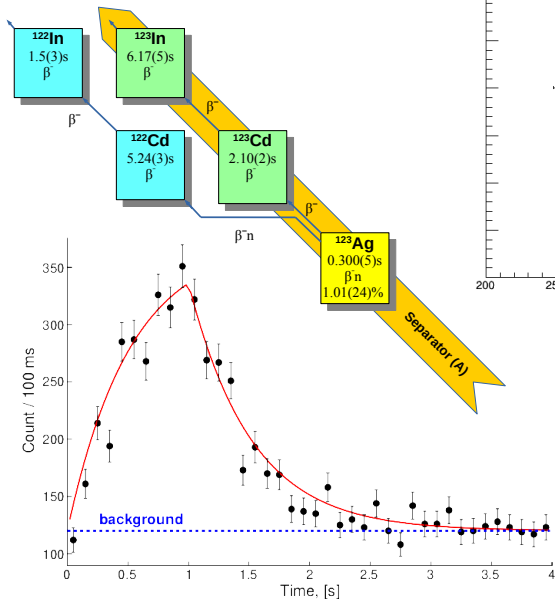 ¹²²In
1.5(3)s
β⁻
¹²³In
6.17(5)s
β⁻
β⁻
β⁻
¹²²Cd
5.24(3)s
β⁻
¹²³Cd
2.10(2)s
β⁻
β⁻
β⁻n
¹²³Ag
0.300(5)s
β⁻n
1.01(24)%
Separator (A)
200
25
350
300
250
200
150
100
Count / 100 ms
background
0
0.5
1
1.5
2
2.5
3
3.5
4
Time, [s]